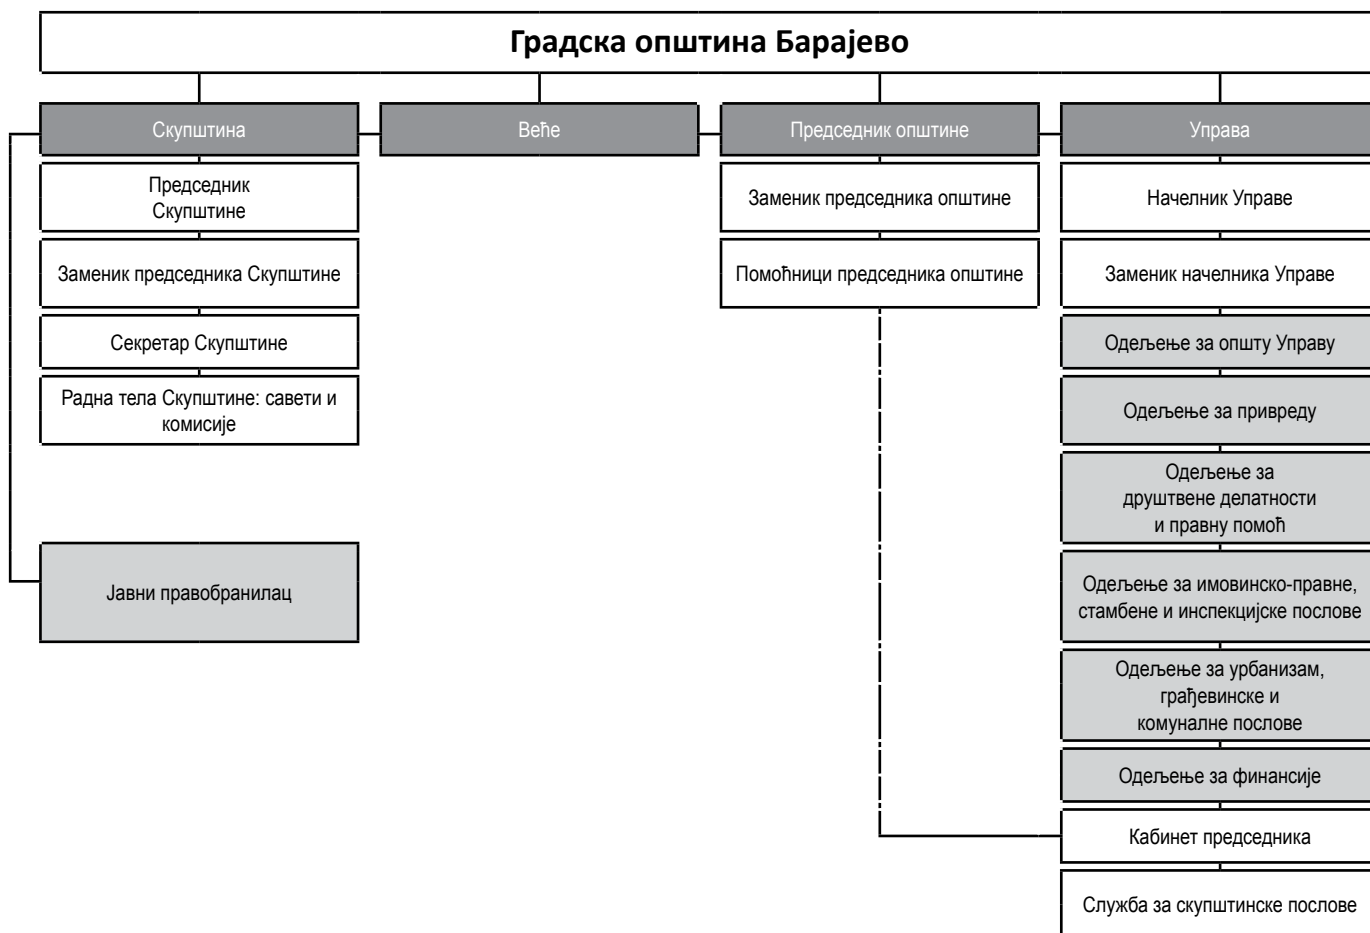 Градска општина Барајево
Скупштина
Веће
Председник општине
Управа
Председник
Скупштине
Заменик председника општине
Начелник Управе
Заменик председника Скупштине
Помоћници председника општине
Заменик начелника Управе
Секретар Скупштине
Одељење за општу Управу
Радна тела Скупштине: савети и
комисије
Одељење за привреду
Одељење за
друштвене делатности
и правну помоћ
Јавни правобранилац
Одељење за имовинско-правне,
стамбене и инспекцијске послове
Одељење за урбанизам,
грађевинске и
комуналне послове
Одељење за финансије
Кабинет председника
Служба за скупштинске послове